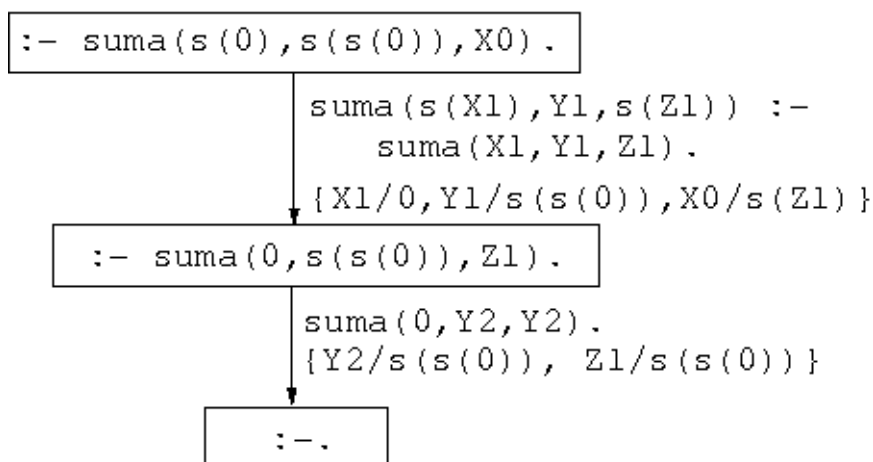 :- suma(s(0),s(s(0)),X0).
suma(s(X1),Y1,s(Z1)) :-
suma(X1,Y1,Z1).
{X1/0,Y1/s(s(0)),X0/s(Z1)}
:- suma(0,s(s(0)),Z1).
suma(0,Y2,Y2).
{Y2/s(s(0)), Z1/s(s(0))}
:-.